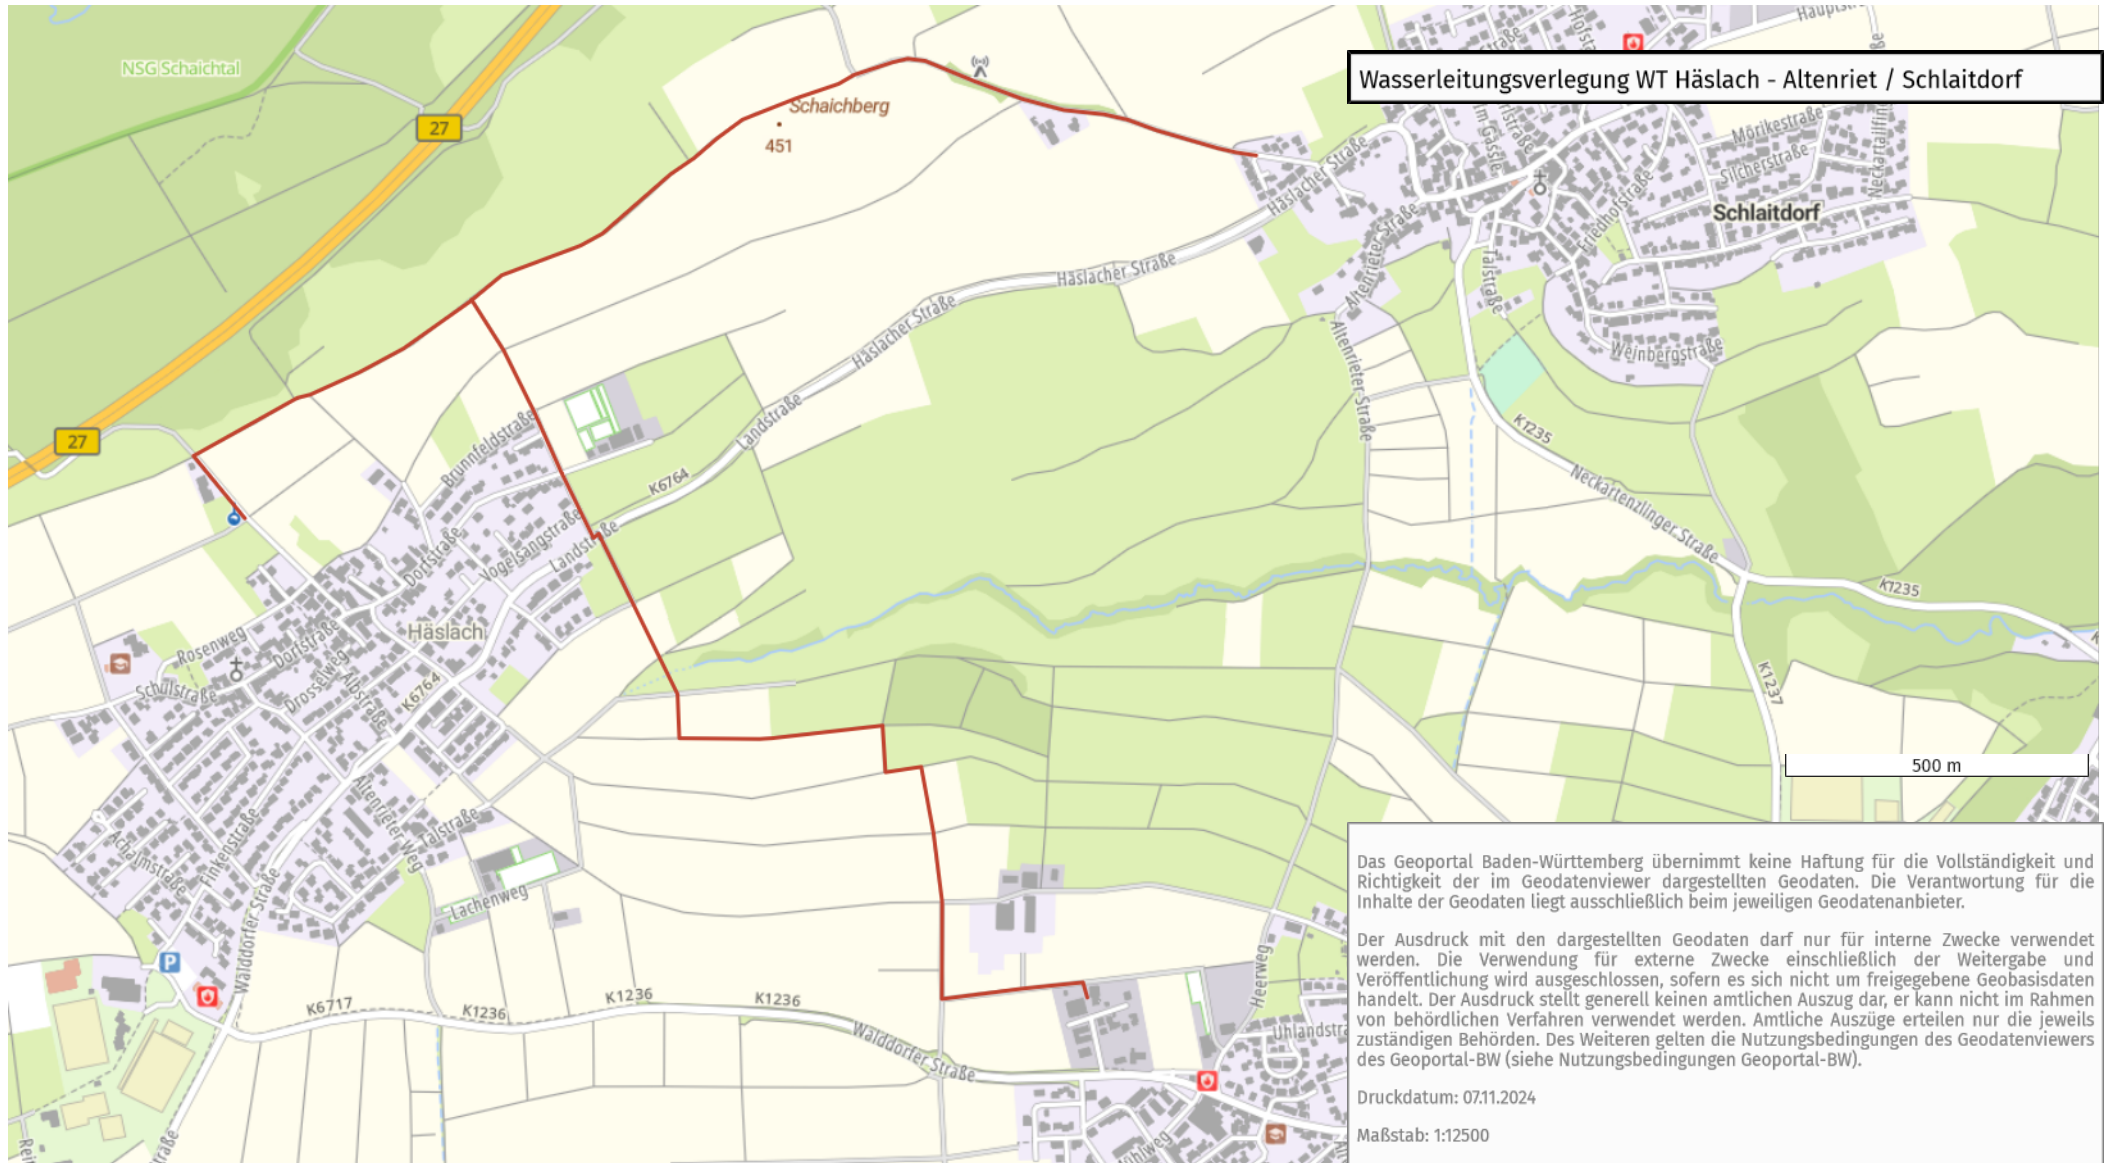 Wasserleitungsverlegung WT Häslach - Altenriet / Schlaitdorf
NSG Schaichtal
27
Schaichberg
451
Häslacher Straße
Im Gässle
Mörikestraße
Silcherstraße
Schlaitdorf
Friedhofstraße
Altenrieter Straße
Talstraße
Häslacher Straße
Altenrieter Straße
Häslacher Straße
Häslacher Straße
Weinbergstraße
Altenrieter-Straße
27
Brunnfeldstraße
Landstraße
K6764
K1235
Neckartenzlinger Straße
K1235
Vogelsangstraße
Landstraße
Dorfstraße
Häslach
Rosenweg
Dorfstraße
Drosselweg
Albstraße
K6764
Schulstraße
K1237
500 m
Altenrieter Weg
Talstraße
Achalmstraße
Finkenstraße
Walddorfer-Straße
Lachenweg
P
K6717
K1236
K1236
K1236
Walddorfer Straße
Heerweg
Uhlandstra
Das Geoportal Baden-Württemberg übernimmt keine Haftung für die Vollständigkeit und
Richtigkeit der im Geodatenviewer dargestellten Geodaten. Die Verantwortung für die
Inhalte der Geodaten liegt ausschließlich beim jeweiligen Geodatenanbieter.
Der Ausdruck mit den dargestellten Geodaten darf nur für interne Zwecke verwendet
werden. Die Verwendung für externe Zwecke einschließlich der Weitergabe und
Veröffentlichung wird ausgeschlossen, sofern es sich nicht um freigegebene Geobasisdaten
handelt. Der Ausdruck stellt generell keinen amtlichen Auszug dar, er kann nicht im Rahmen
von behördlichen Verfahren verwendet werden. Amtliche Auszüge erteilen nur die jeweils
zuständigen Behörden. Des Weiteren gelten die Nutzungsbedingungen des Geodatenviewers
des Geoportal-BW (siehe Nutzungsbedingungen Geoportal-BW).
Druckdatum: 07.11.2024
Maßstab: 1:12500